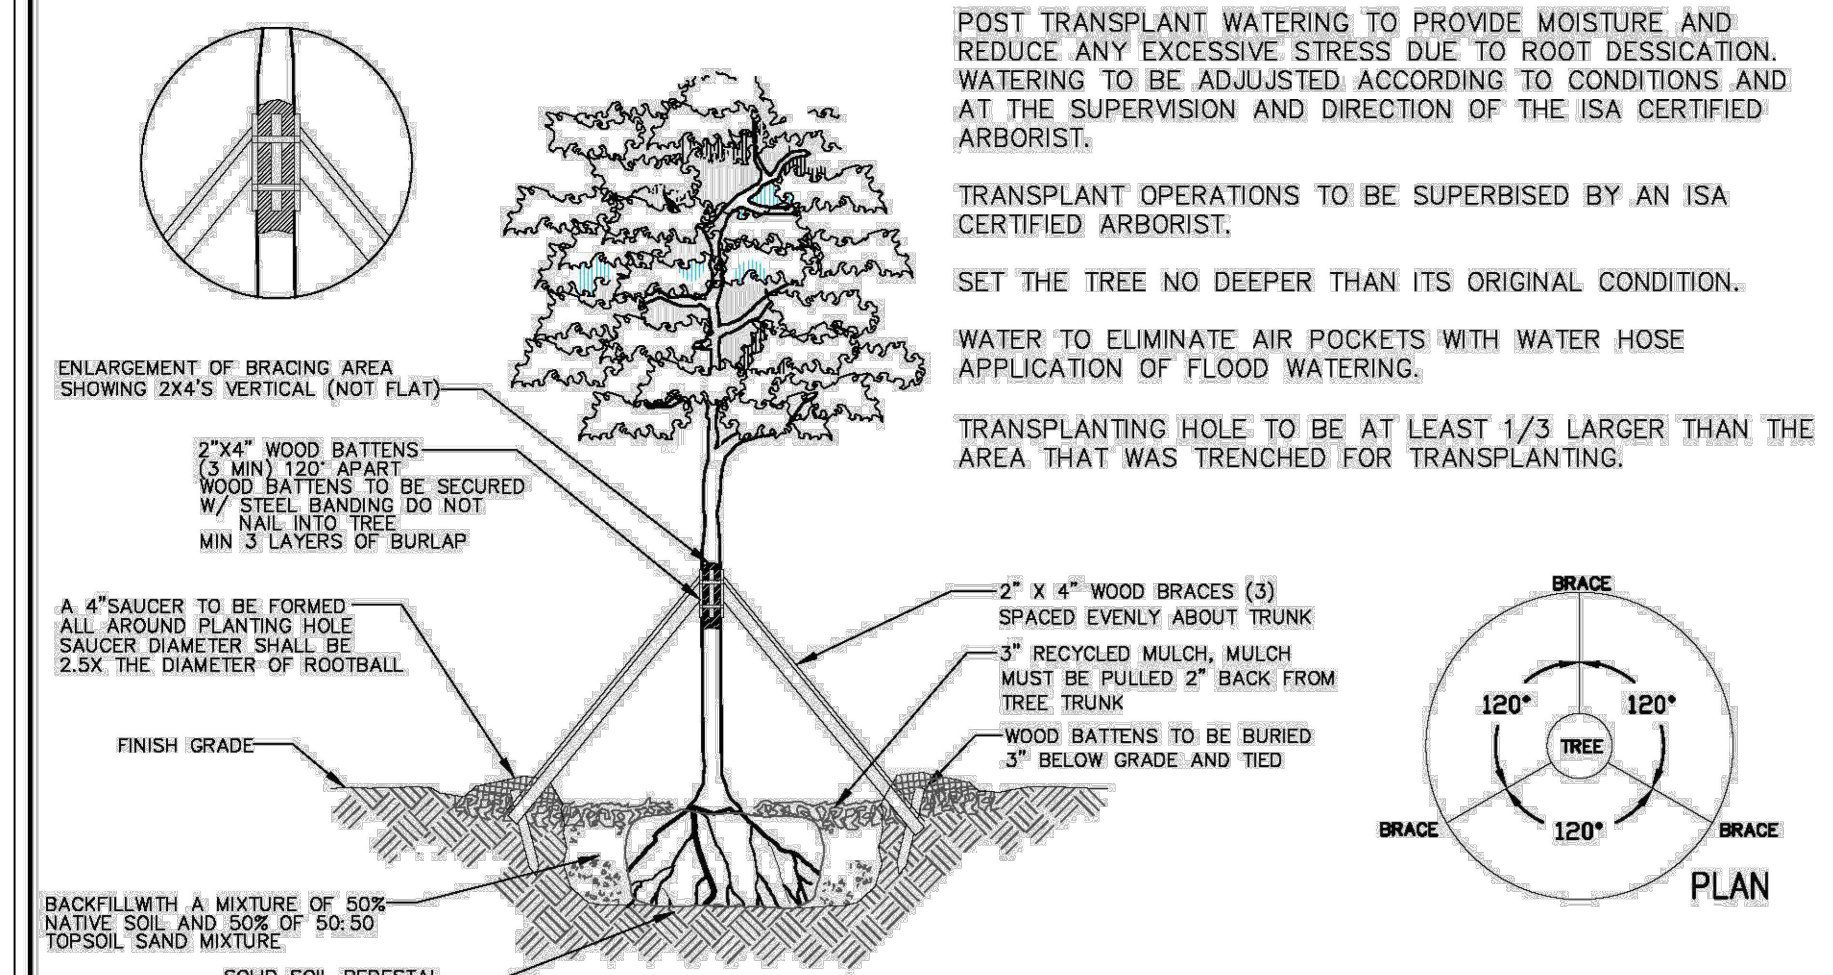 POST TRANSPLANT WATERING TO PROVIDE MOISTURE AND
REDUCE ANY EXCESSIVE STRESS DUE TO ROOT DESSICATION.
WATERING TO BE ADJUJSTED ACCORDING TO CONDITIONS AND
AT THE SUPERVISION AND DIRECTION OF THE ISA CERTIFIED
ARBORIST.
TRANSPLANT OPERATIONS TO BE SUPERBISED BY AN ISA
CERTIFIED ARBORIST.
SET THE TREE NO DEEPER THAN ITS ORIGINAL CONDITION.
WATER TO ELIMINATE AIR POCKETS WITH WATER HOSE
APPLICATION OF FLOOD WATERING.
TRANSPLANTING HOLE TO BE AT LEAST 1/3 LARGER THAN THE
AREA THAT WAS TRENCHED FOR TRANSPLANTING.
ENLARGEMENT OF BRACING AREA
SHOWING 2X4'S VERTICAL (NOT FLAT)
2"X4" WOOD BATTENS
(3 MIN) 120° APART
WOOD BATTENS TO BE SECURED
W/ STEEL BANDING DO NOT
NAIL INTO TREE
MIN 3 LAYERS OF BURLAP
A 4"SAUCER TO BE FORMED
ALL AROUND PLANTING HOLE
SAUCER DIAMETER SHALL BE
2.5X THE DIAMETER OF ROOTBALL
FINISH GRADE
BACKFILLWITH A MIXTURE OF 50%
NATIVE SOIL AND 50% OF 50:50
TOPSOIL SAND MIXTURE
SOLID SOIL PEDESTAL
2" X 4" WOOD BRACES (3)
SPACED EVENLY ABOUT TRUNK
3" RECYCLED MULCH, MULCH
MUST BE PULLED 2" BACK FROM
TREE TRUNK
WOOD BATTENS TO BE BURIED
3" BELOW GRADE AND TIED
BRACE
120° 120°
TREE
120°
BRACE BRACE
PLAN